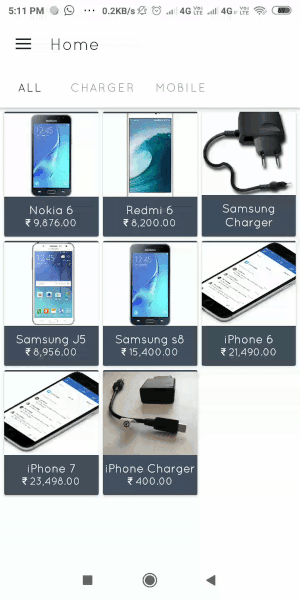 5:11 PM ... 0.2KB/s 4G VoLTE 4G VoLTE
Home
ALL CHARGER MOBILE
Nokia 6
₹ 9,876.00
Redmi 6
₹ 8,200.00
Samsung
Charger
Samsung J5
₹ 8,956.00
Samsung s8
₹ 15,400.00
iPhone 6
₹ 21,490.00
iPhone 7
₹ 23,498.00
iPhone Charger
₹ 400.00